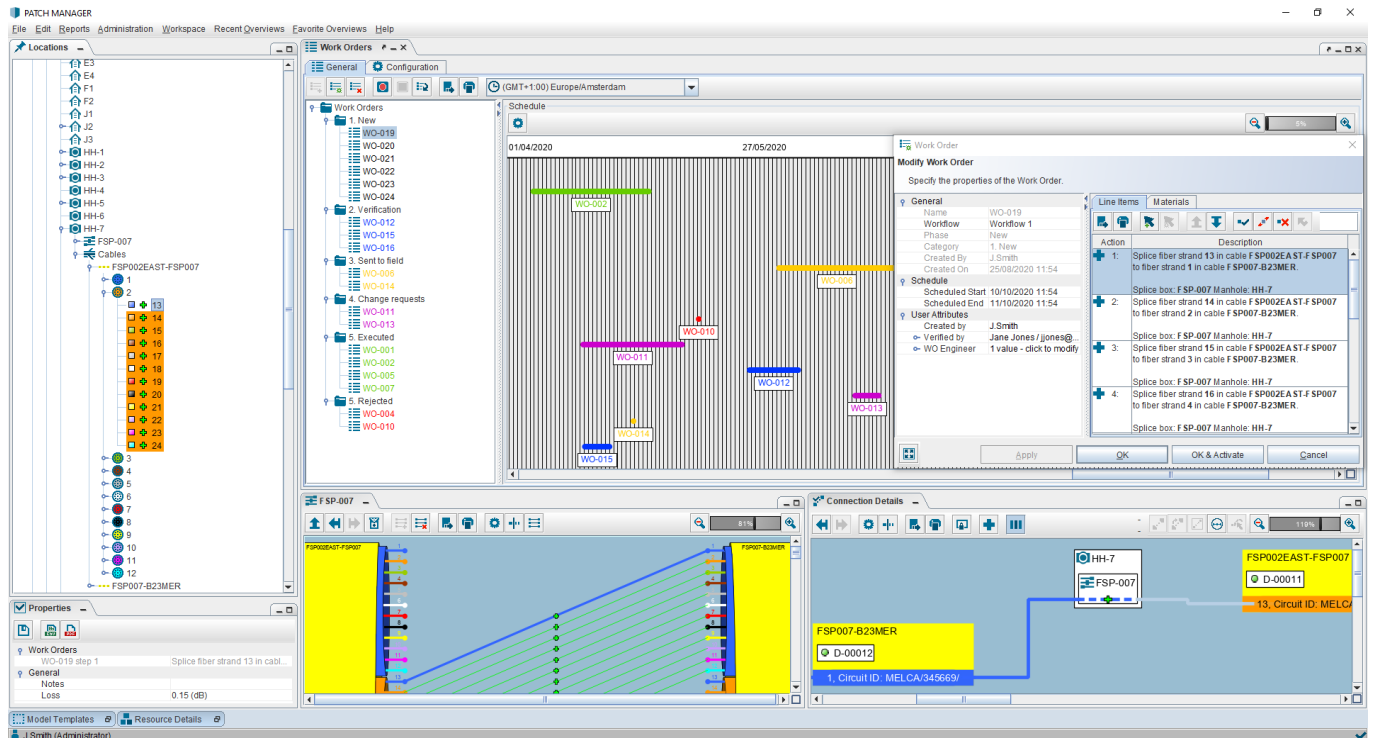 PATCH MANAGER
File Edit Reports Administration Workspace Recent Overviews Favorite Overviews Help
Locations
E3
E4
F1
F2
J1
J2
J3
HH-1
HH-2
HH-3
HH-4
HH-5
HH-6
HH-7
FSP-007
Cables
FSP002EAST-FSP007
1
2
13
14
15
16
17
18
19
20
21
22
23
24
3
4
5
6
7
8
9
10
11
12
FSP007-B23MER
Properties
Work Orders
WO-019 step 1 Splice fiber strand 13 in cabl...
General
Notes
Loss 0.15 (dB)
Model Templates Resource Details
J Smith (Administrator)
Work Orders
General Configuration
(GMT+1:00) Europe/Amsterdam
Work Orders
1. New
WO-019
WO-020
WO-021
WO-022
WO-023
WO-024
2. Verification
WO-012
WO-015
WO-016
3. Sent to field
WO-006
WO-014
4. Change requests
WO-011
WO-013
5. Executed
WO-001
WO-002
WO-005
WO-007
5. Rejected
WO-004
WO-010
Schedule
5%
01/04/2020 27/05/2020
WO-002
WO-006
WO-010
WO-011
WO-012
WO-013
WO-014
WO-015
Work Order
Modify Work Order
Specify the properties of the Work Order.
General
Name WO-019
Workflow Workflow 1
Phase New
Category 1. New
Created By J.Smith
Created On 25/08/2020 11:54
Schedule
Scheduled Start 10/10/2020 11:54
Scheduled End 11/10/2020 11:54
User Attributes
Created by J.Smith
Verified by Jane Jones / jjones@...
WO Engineer 1 value - click to modify
Line Items Materials
Action Description
1: Splice fiber strand 13 in cable FSP002EAST-FSP007
to fiber strand 1 in cable FSP007-B23MER.
Splice box: FSP-007 Manhole: HH-7
2: Splice fiber strand 14 in cable FSP002EAST-FSP007
to fiber strand 2 in cable FSP007-B23MER.
Splice box: FSP-007 Manhole: HH-7
3: Splice fiber strand 15 in cable FSP002EAST-FSP007
to fiber strand 3 in cable FSP007-B23MER.
Splice box: FSP-007 Manhole: HH-7
4: Splice fiber strand 16 in cable FSP002EAST-FSP007
to fiber strand 4 in cable FSP007-B23MER.
Splice box: FSP-007 Manhole: HH-7
Apply OK OK & Activate Cancel
FSP-007
81%
FSP002EAST-FSP007 FSP007-B23MER
Connection Details
119%
HH-7
FSP-007
FSP002EAST-FSP007
D-00011
13, Circuit ID: MELCA
FSP007-B23MER
D-00012
1, Circuit ID: MELCA/345669/